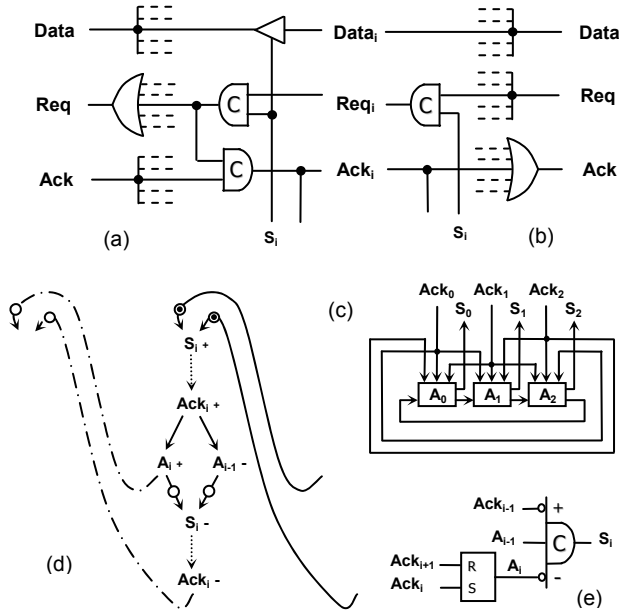 Data Data_i Data
Req C Req_i C Req
Ack C Ack_i Ack
(a) S_i S_i (b)
(c) Ack_0 Ack_1 Ack_2
S_0 S_1 S_2
A_0 A_1 A_2
S_i +
Ack_i +
A_i + A_i-1 -
S_i -
Ack_i -
(d)
Ack_i-1 +
A_i-1 C S_i
Ack_i+1 R A_i -
Ack_i S
(e)